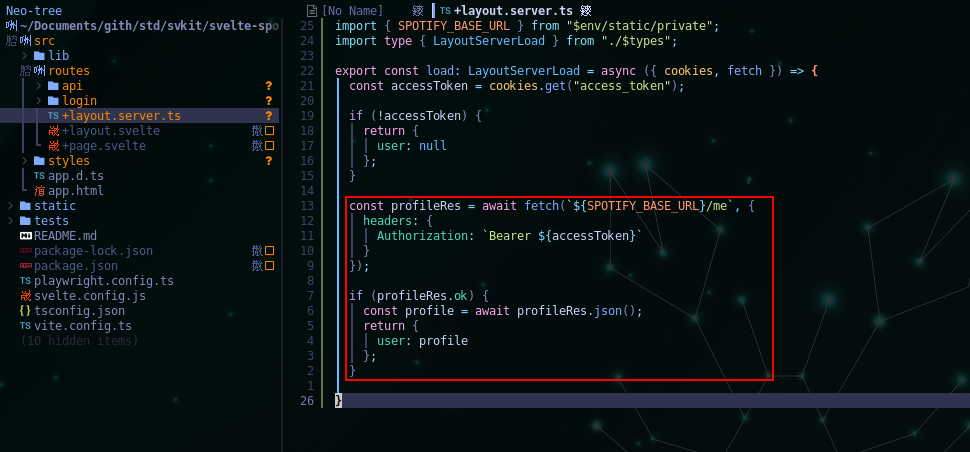 Neo-tree
~/Documents/gith/std/svkit/svelte-spo
src
lib
routes
api ?
login ?
TS +layout.server.ts ?
+layout.svelte
+page.svelte
styles ?
TS app.d.ts
app.html
static
tests
README.md
package-lock.json
package.json
TS playwright.config.ts
svelte.config.js
{} tsconfig.json
TS vite.config.ts
(10 hidden items)
[No Name] TS +layout.server.ts
25 import { SPOTIFY_BASE_URL } from "$env/static/private";
24 import type { LayoutServerLoad } from "./$types";
23
22 export const load: LayoutServerLoad = async ({ cookies, fetch }) => {
21 const accessToken = cookies.get("access_token");
20
19 if (!accessToken) {
18 return {
17 user: null
16 };
15 }
14
13 const profileRes = await fetch(`${SPOTIFY_BASE_URL}/me`, {
12 headers: {
11 Authorization: `Bearer ${accessToken}`
10 }
9 });
8
7 if (profileRes.ok) {
6 const profile = await profileRes.json();
5 return {
4 user: profile
3 };
2 }
1
26 }